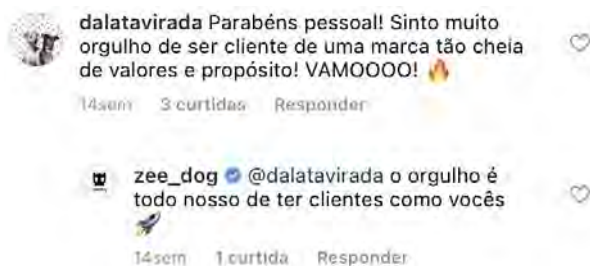 dalatavirada Parabéns pessoal! Sinto muito
orgulho de ser cliente de uma marca tão cheia
de valores e propósito! VAMOOOO! 🔥
14sem 3 curtidas Responder
zee_dog @dalatavirada o orgulho é
todo nosso de ter clientes como vocês
🚀
14sem 1 curtida Responder